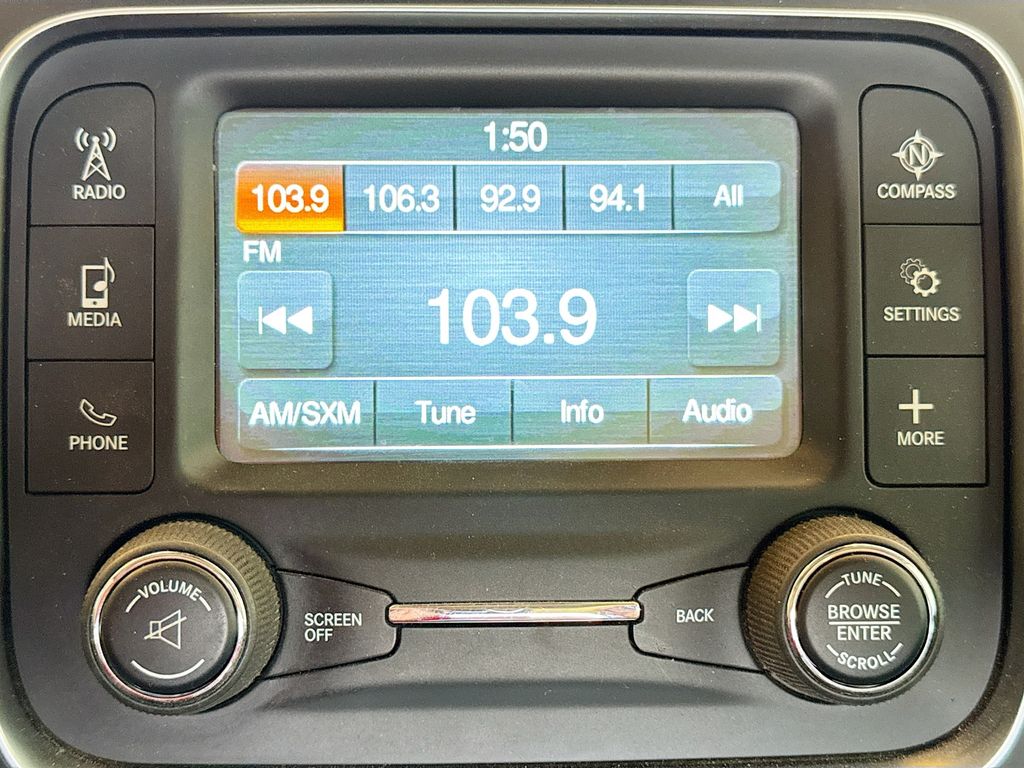 1:50
103.9 106.3 92.9 94.1 All
FM
103.9
AM/SXM Tune Info Audio
RADIO
MEDIA
PHONE
N
COMPASS
SETTINGS
MORE
VOLUME
SCREEN
OFF
BACK
TUNE
BROWSE
ENTER
SCROLL